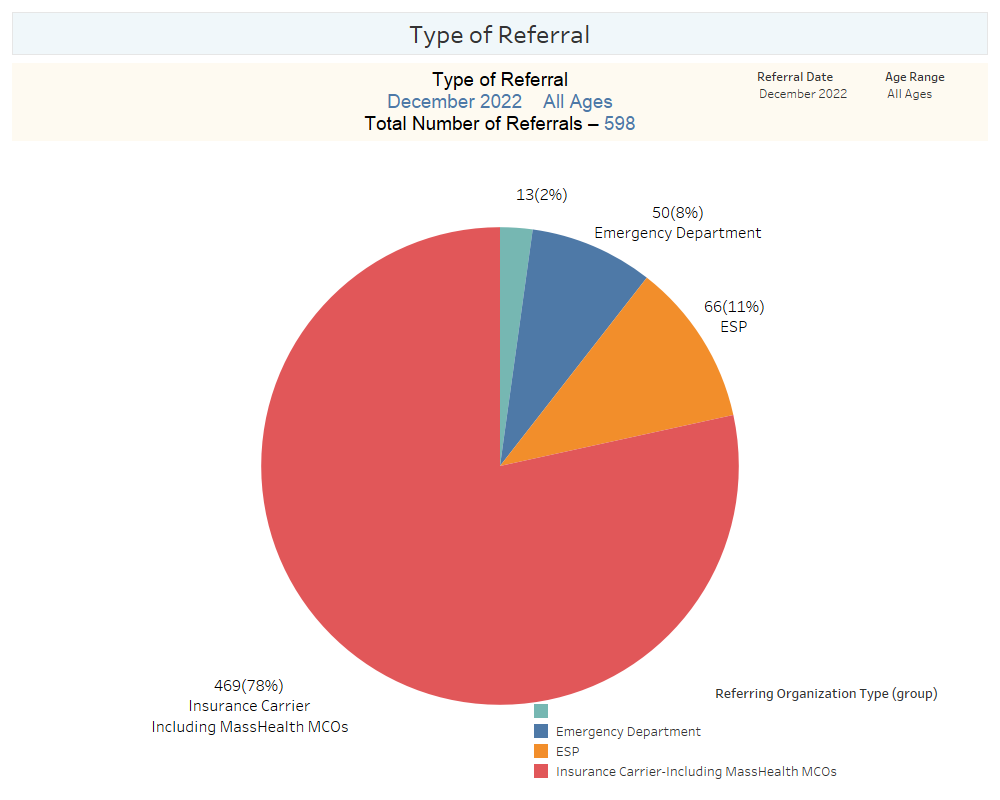 Type of Referral
Type of Referral
December 2022 All Ages
Total Number of Referrals – 598
Referral Date
December 2022
Age Range
All Ages
13(2%)
50(8%)
Emergency Department
66(11%)
ESP
469(78%)
Insurance Carrier
Including MassHealth MCOs
Referring Organization Type (group)
Emergency Department
ESP
Insurance Carrier-Including MassHealth MCOs